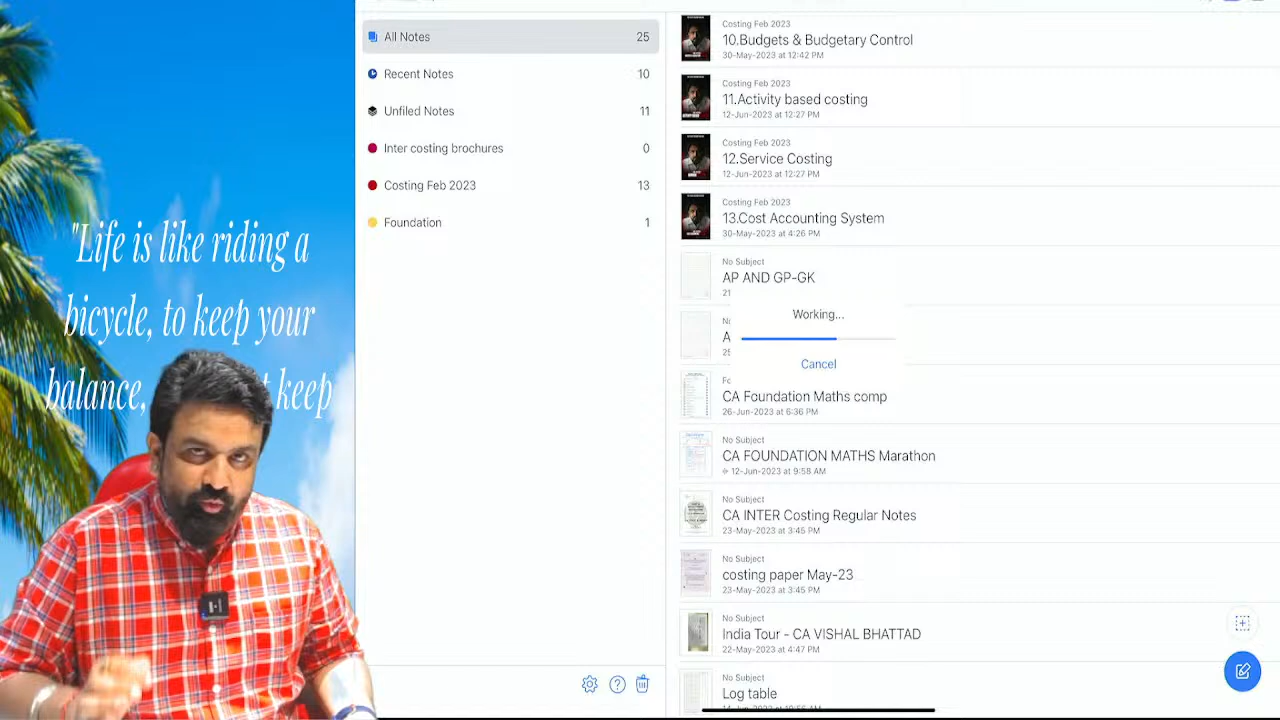 "Life is like riding a
bicycle, to keep your
balance, keep
All Notes 25
Recent Notes 10
Unfiled Notes 11
Inter costing brochures 0
Costing Feb 2023 13
Foundation 1
Costing Feb 2023
10.Budgets & Budgetary Control
30-May-2023 at 12:42 PM
Costing Feb 2023
11.Activity based costing
12-Jun-2023 at 12:27 PM
Costing Feb 2023
12.Service Costing
12-Jun-2023 at 12:27 PM
Costing Feb 2023
13.Cost Accounting System
30-May-2023 at 4:26 PM
No Subject
AP AND GP-GK
Working...
Cancel
CA Foundation Maths comp
26-Jun-2023 at 6:36 PM
No Subject
CA FOUNDATION MATHS Marathon
12-Jun-2023 at 9:58 AM
No Subject
CA INTER Costing Regular Notes
23-May-2023 at 3:45 PM
No Subject
costing paper May-23
23-May-2023 at 3:45 PM
No Subject
India Tour - CA VISHAL BHATTAD
22-May-2023 at 4:47 PM
No Subject
Log table